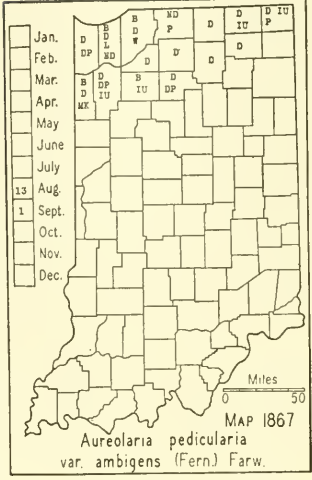 Jan.
Feb.
Mar.
Apr.
May
June
July
13 Aug.
1 Sept.
Oct.
Nov.
Dec.
D
DP
B
D
L
ND
B
D
W
D
ND
P
D
D
D
D
IU
D
D IU
P
B
D
MK
D
DP
IU
B
IU
D
DP
Miles
0 50
MAP 1867
Aureolaria pedicularia
var. ambigens (Fern.) Farw.